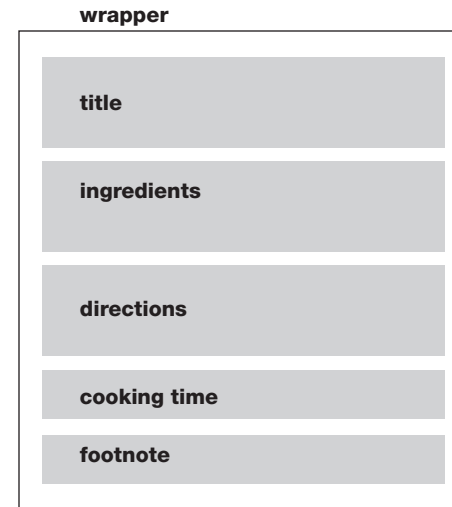 wrapper
title
ingredients
directions
cooking time
footnote